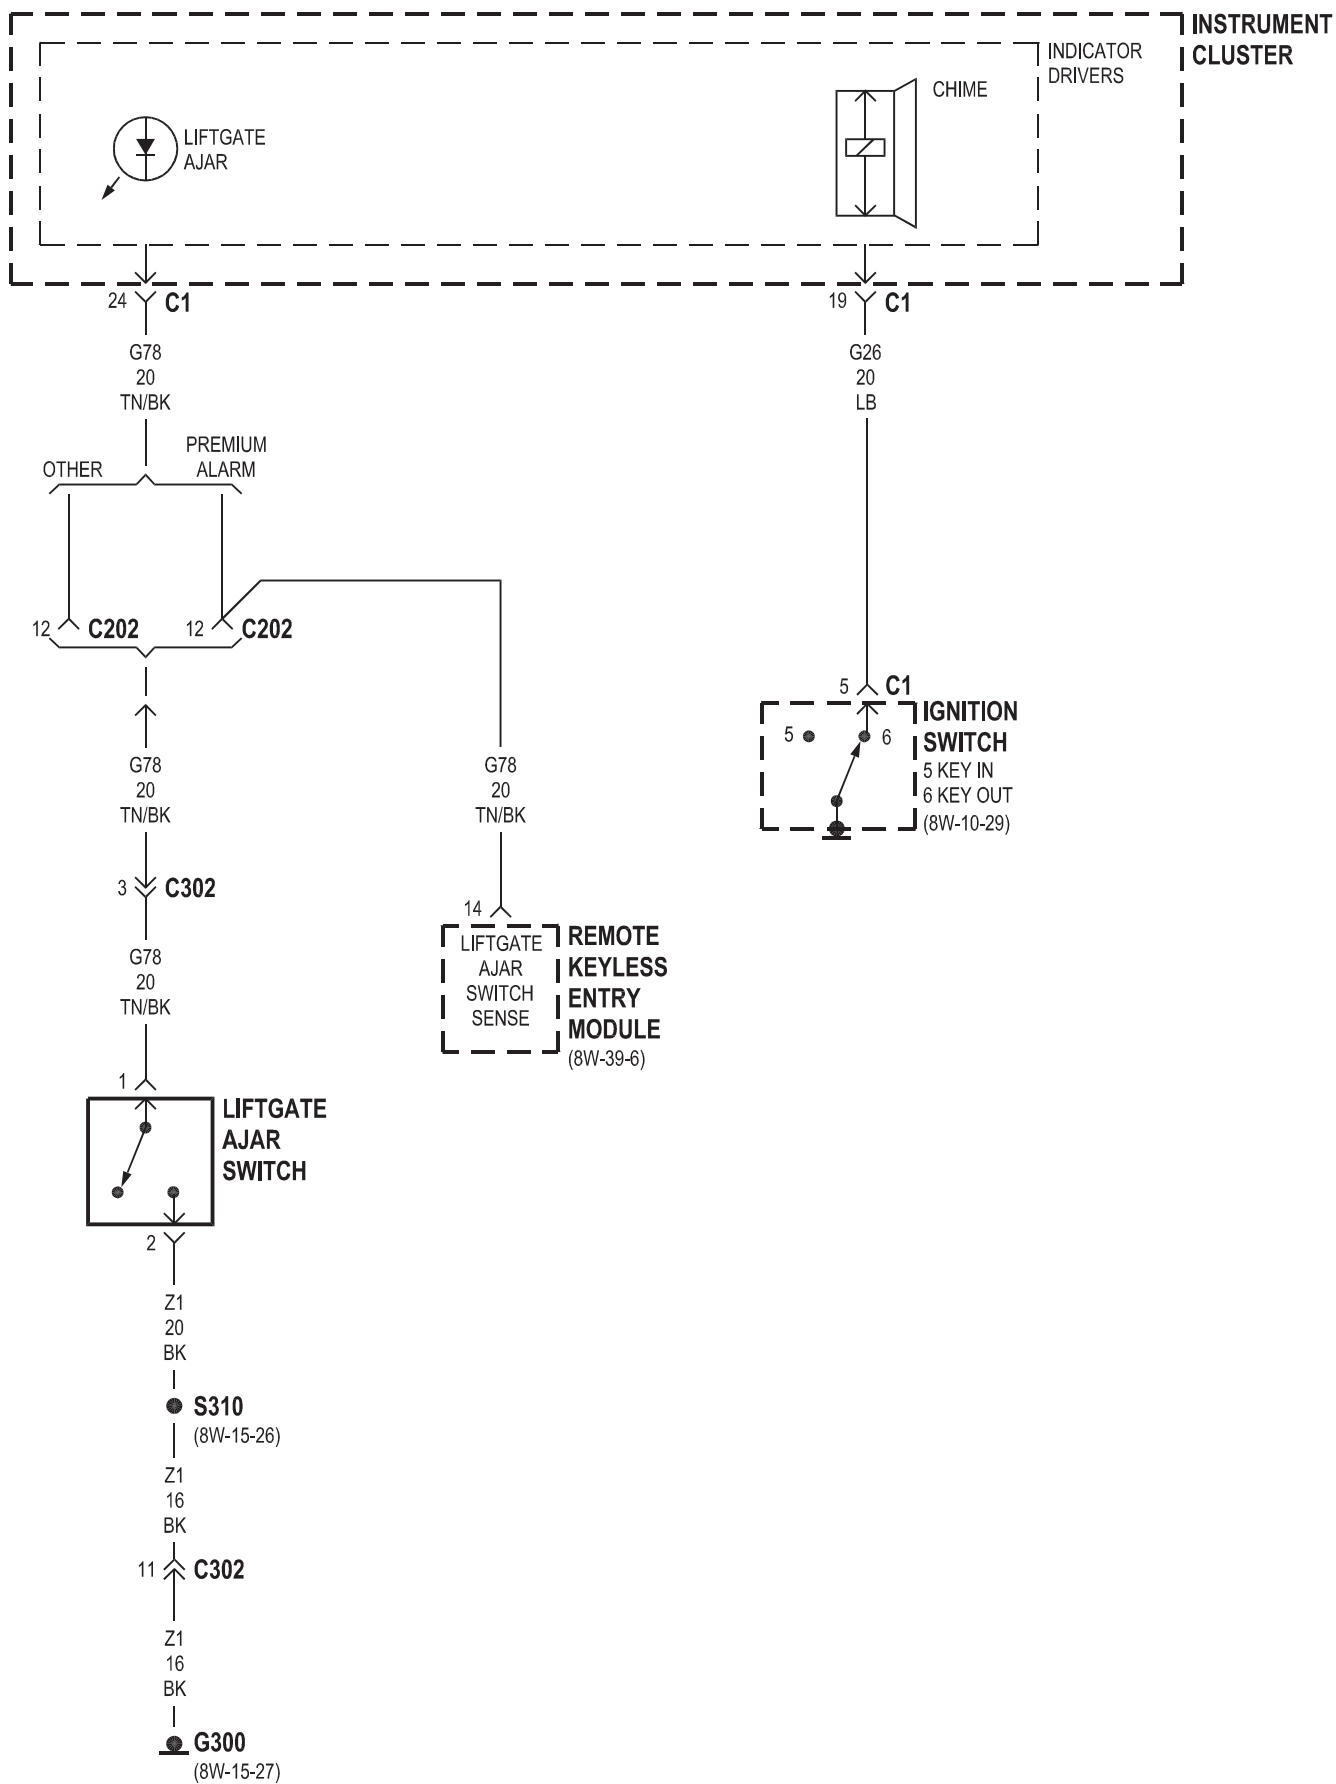 INSTRUMENT
CLUSTER
INDICATOR
DRIVERS
CHIME
LIFTGATE
AJAR
24 C1
19 C1
G78
20
TN/BK
G26
20
LB
OTHER
PREMIUM
ALARM
12 C202
12 C202
5 C1
IGNITION
SWITCH
5 KEY IN
6 KEY OUT
(8W-10-29)
5
6
G78
20
TN/BK
G78
20
TN/BK
3 C302
14
LIFTGATE
AJAR
SWITCH
SENSE
REMOTE
KEYLESS
ENTRY
MODULE
(8W-39-6)
G78
20
TN/BK
1
LIFTGATE
AJAR
SWITCH
2
Z1
20
BK
S310
(8W-15-26)
Z1
16
BK
11 C302
Z1
16
BK
G300
(8W-15-27)